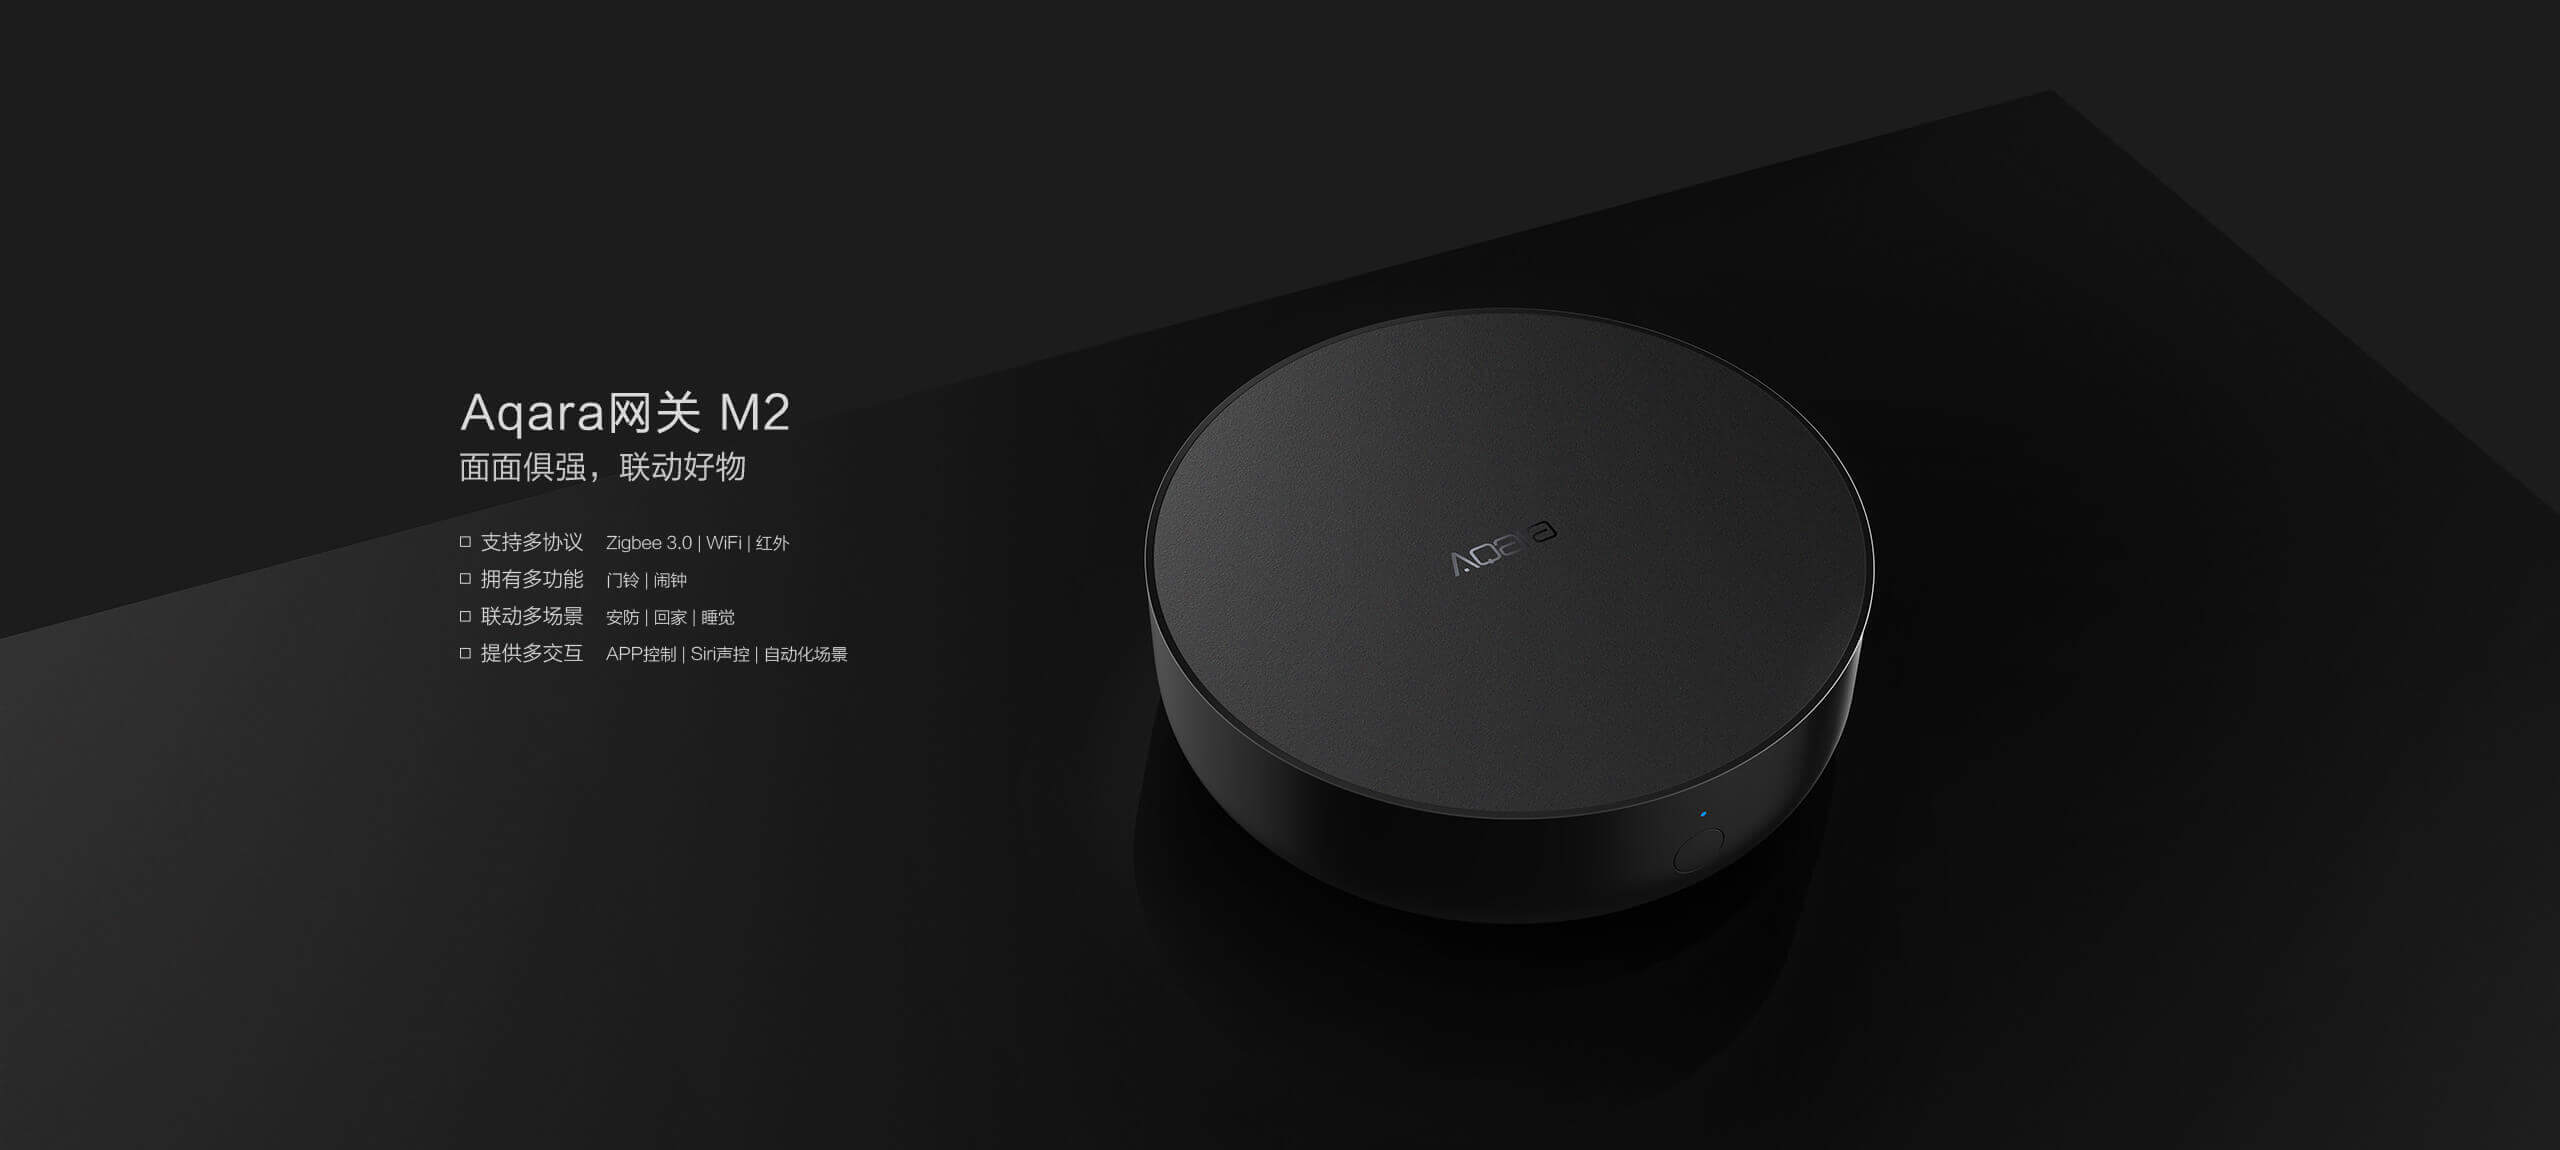 Aqara网关 M2
面面俱强，联动好物
支持多协议 Zigbee 3.0 | WiFi | 红外
拥有多功能 门铃 | 闹钟
联动多场景 安防 | 回家 | 睡觉
提供多交互 APP控制 | Siri声控 | 自动化场景
Aqara